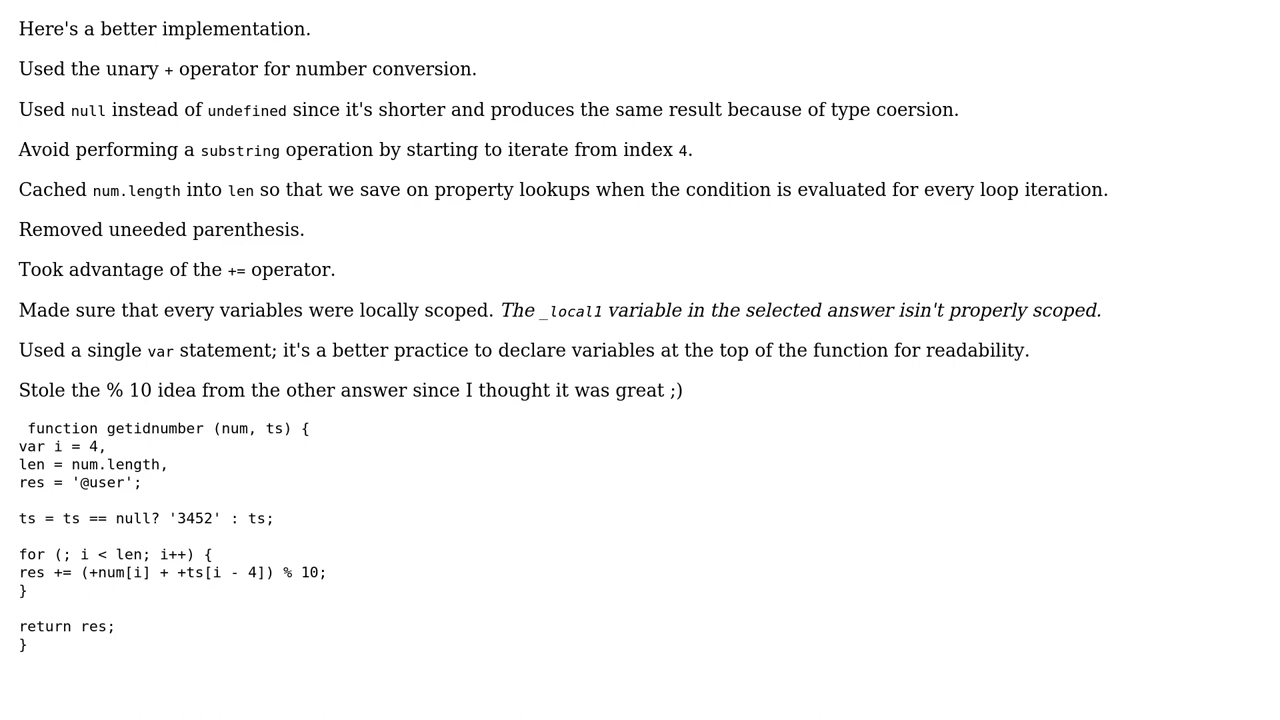 Here's a better implementation.
Used the unary + operator for number conversion.
Used null instead of undefined since it's shorter and produces the same result because of type coersion.
Avoid performing a substring operation by starting to iterate from index 4.
Cached num.length into len so that we save on property lookups when the condition is evaluated for every loop iteration.
Removed uneeded parenthesis.
Took advantage of the += operator.
Made sure that every variables were locally scoped. The _local1 variable in the selected answer isin't properly scoped.
Used a single var statement; it's a better practice to declare variables at the top of the function for readability.
Stole the % 10 idea from the other answer since I thought it was great ;)
function getidnumber (num, ts) {
var i = 4,
len = num.length,
res = '@user';
ts = ts == null? '3452' : ts;
for (; i < len; i++) {
res += (+num[i] + +ts[i - 4]) % 10;
}
return res;
}